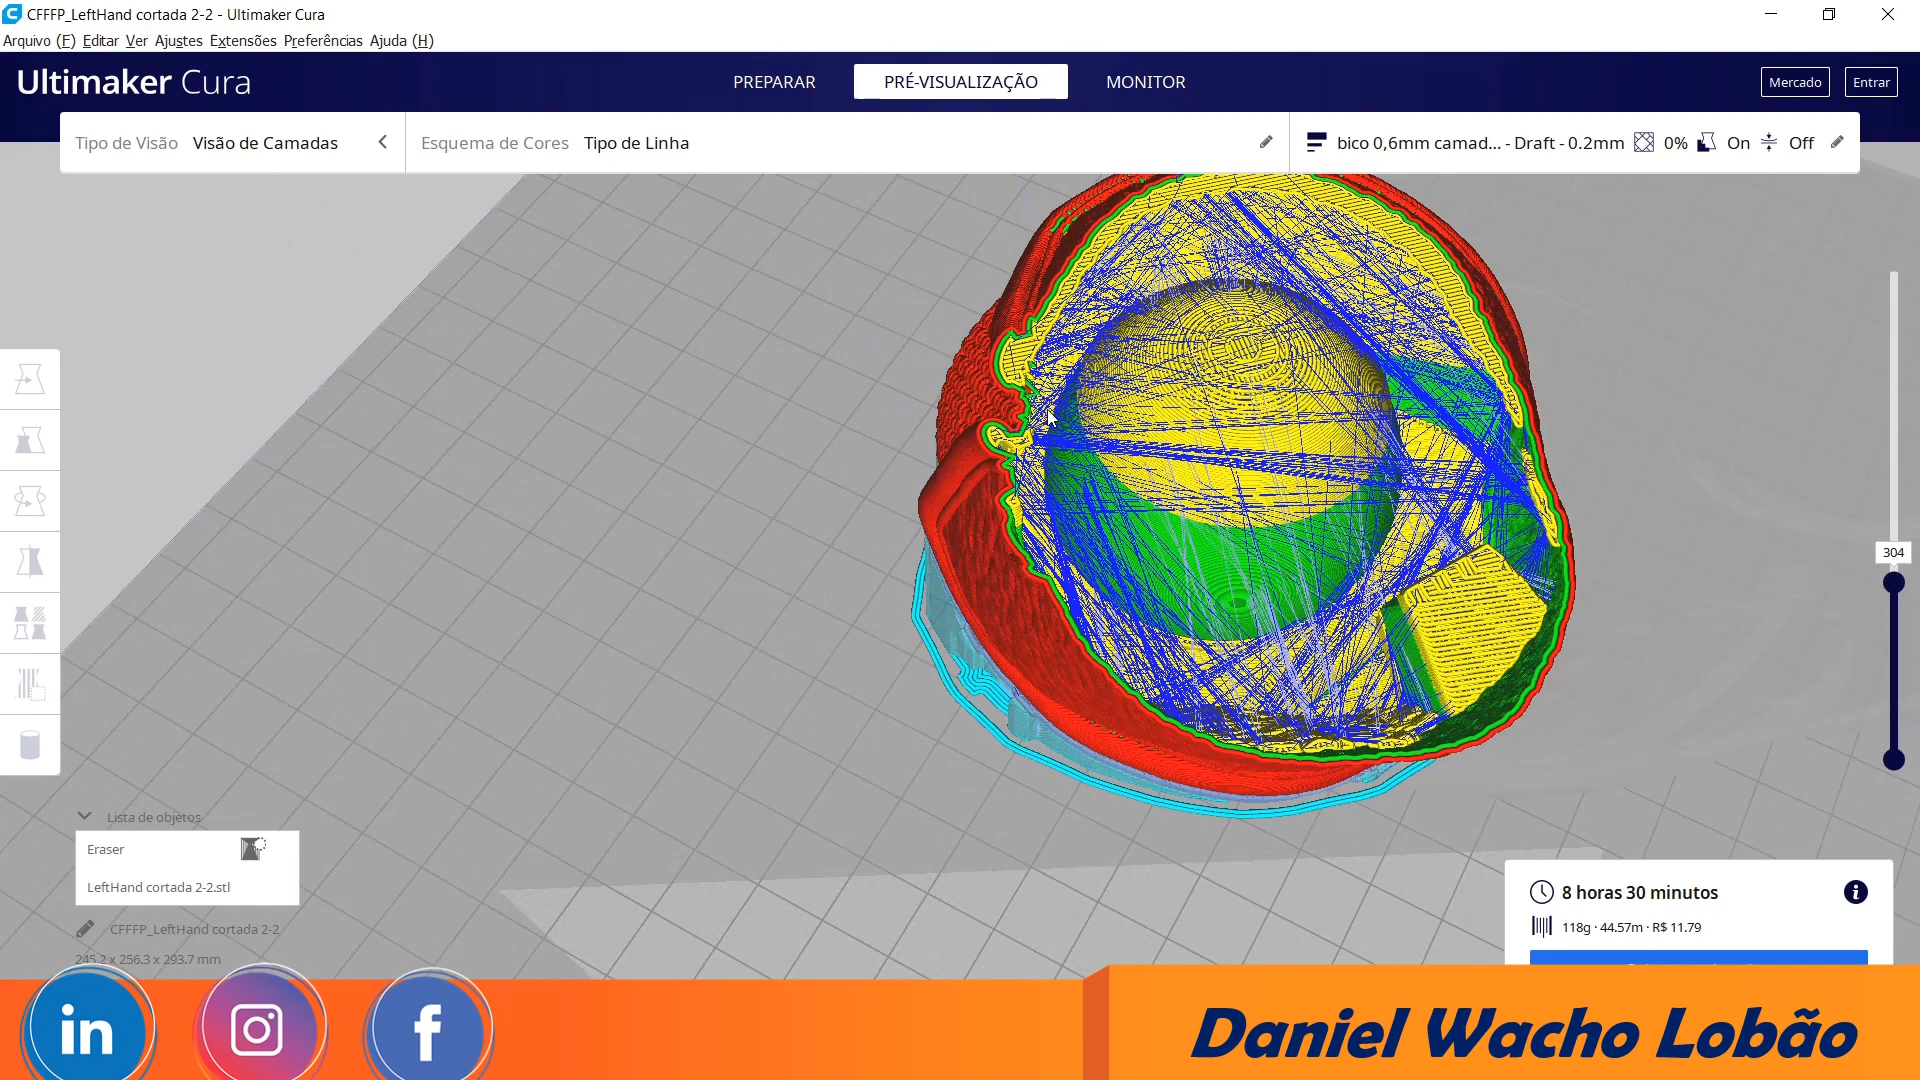 CFFFP_LeftHand cortada 2-2 - Ultimaker Cura
Arquivo (F) Editar Ver Ajustes Extensões Preferências Ajuda (H)
Ultimaker Cura
PREPARAR
PRÉ-VISUALIZAÇÃO
MONITOR
Mercado
Entrar
Tipo de Visão Visão de Camadas
Esquema de Cores Tipo de Linha
bico 0,6mm camad... - Draft - 0.2mm 0% On Off
304
Lista de objetos
Eraser
LeftHand cortada 2-2.stl
CFFFP_LeftHand cortada 2-2
245.2 x 256.3 x 293.7 mm
8 horas 30 minutos
118g · 44.57m · R$ 11.79
in
f
Daniel Wacho Lobão